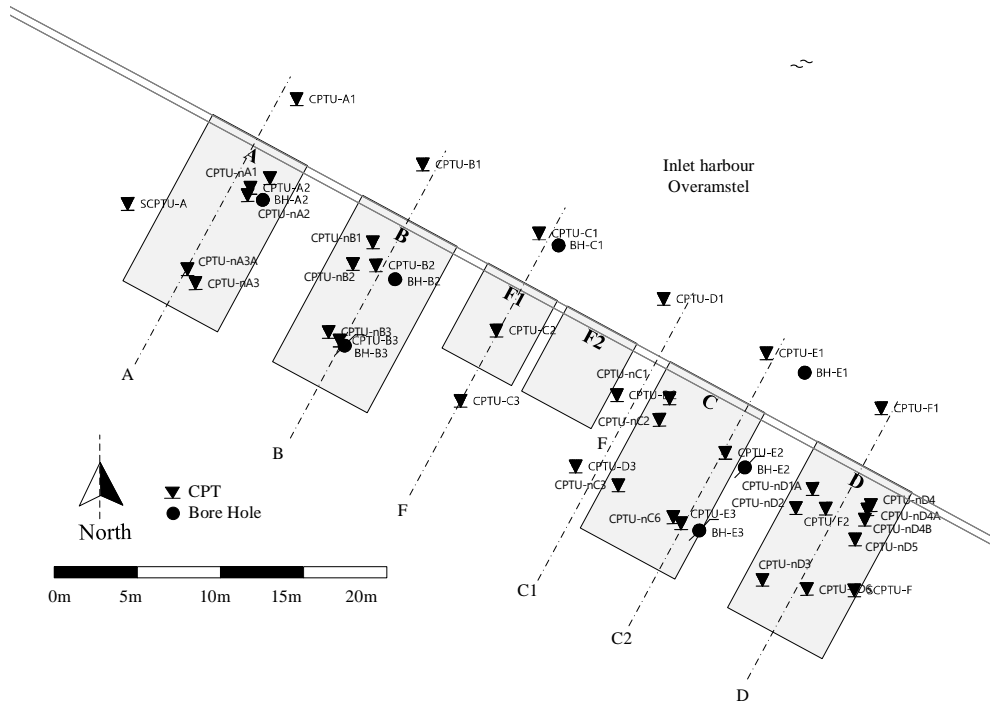 CPTU-A1
A
CPTU-nA1
CPTU-A2
BH-A2
CPTU-nA2
SCPTU-A
CPTU-nA3A
CPTU-nA3
A
CPTU-B1
B
CPTU-nB1
CPTU-B2
CPTU-nB2
BH-B2
CPTU-nB3
CPTU-B3
BH-B3
B
Inlet harbour
Overamstel
CPTU-C1
BH-C1
F1
CPTU-C2
CPTU-C3
F
F2
F
CPTU-D1
CPTU-nC1
CPTU-nC2
CPTU-D3
CPTU-nC3
C
CPTU-E1
BH-E1
CPTU-E2
BH-E2
CPTU-nC6
CPTU-E3
BH-E3
C1
C2
CPTU-F1
D
CPTU-nD1A
CPTU-nD2
CPTU-F2
CPTU-nD4
CPTU-nD4A
CPTU-nD4B
CPTU-nD5
CPTU-nD3
SCPTU-F
D
CPT
Bore Hole
North
0m 5m 10m 15m 20m